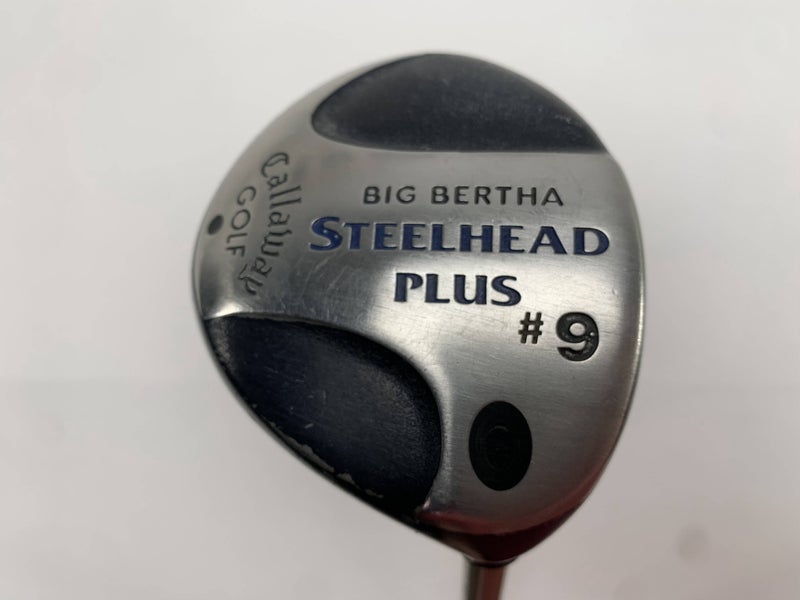 Callaway
GOLF
BIG BERTHA
STEELHEAD
PLUS
#9